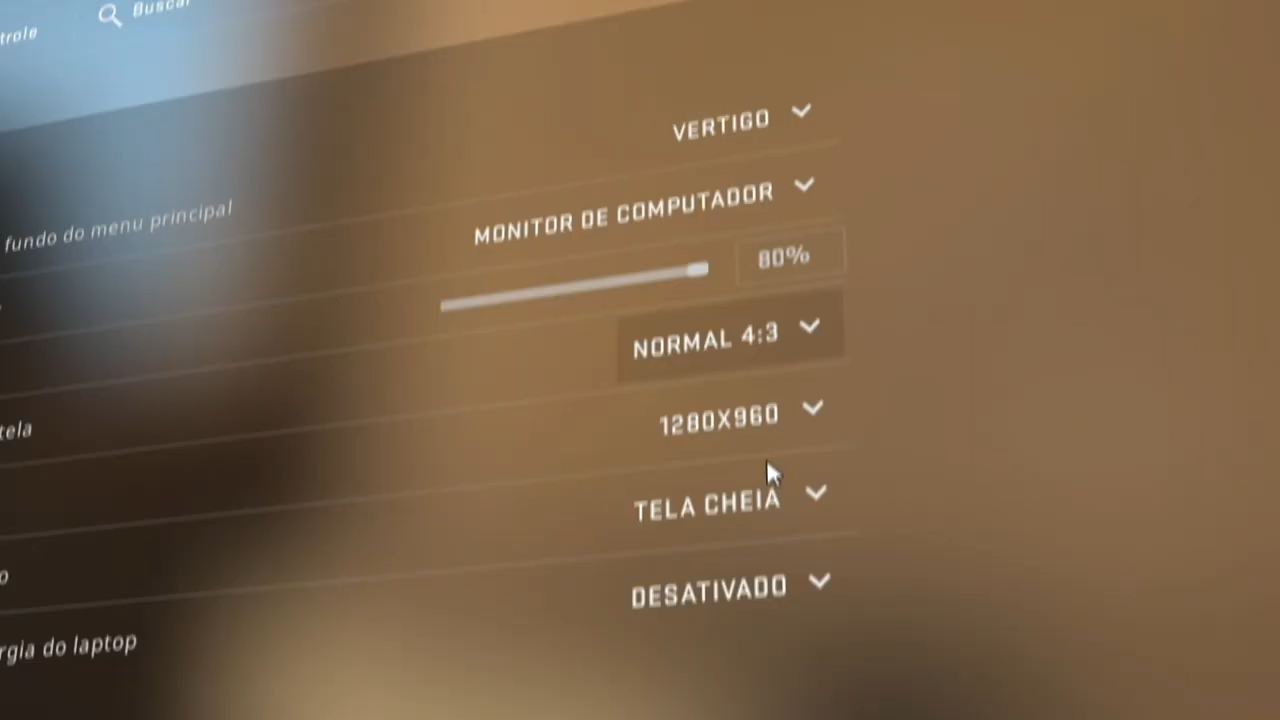 trole
Buscar
VERTIGO
fundo do menu principal
MONITOR DE COMPUTADOR
80%
NORMAL 4:3
tela
1280X960
TELA CHEIA
o
DESATIVADO
rgia do laptop